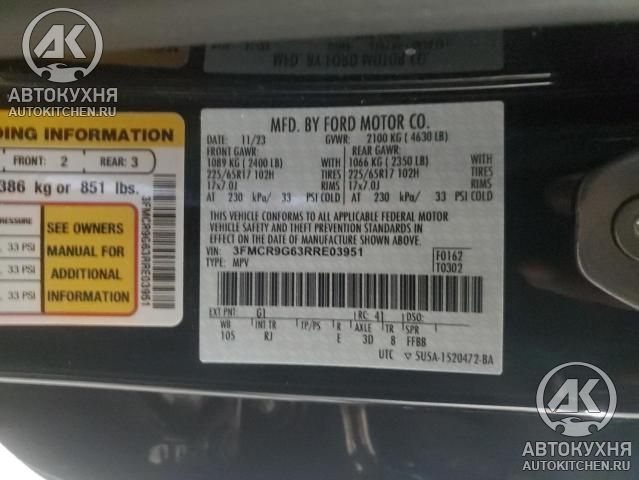 АВТОКУХНЯ
AUTOKITCHEN.RU
DING INFORMATION
FRONT: 2 REAR: 3
386 kg or 851 lbs.
PRESSURE
33 PSI
33 PSI
33 PSI
SEE OWNERS
MANUAL FOR
ADDITIONAL
INFORMATION
3FMCR9G63RRE03951
MFD. BY FORD MOTOR CO.
DATE: 11/23 GVWR: 2100 KG ( 4630 LB)
FRONT GAWR: REAR GAWR:
1089 KG (2400 LB) WITH 1066 KG (2350 LB) WITH
225/65R17 102H TIRES 225/65R17 102H TIRES
17x7.0J RIMS 17x7.0J RIMS
AT 230 kPa/ 33 PSI COLD AT 230 kPa/ 33 PSI COLD
THIS VEHICLE CONFORMS TO ALL APPLICABLE FEDERAL MOTOR
VEHICLE SAFETY, BUMPER, AND THEFT PREVENTION STANDARDS
IN EFFECT ON THE DATE OF MANUFACTURE SHOWN ABOVE.
VIN: 3FMCR9G63RRE03951 F0162
TYPE: MPV T0302
EXT PNT: G1 RC: 41 DSO:
WB INT TR TP/PS R AXLE TR SPR
105 RJ E 3D 8 FFBB
UTC 5U5A-1520472-BA
АВТОКУХНЯ
AUTOKITCHEN.RU